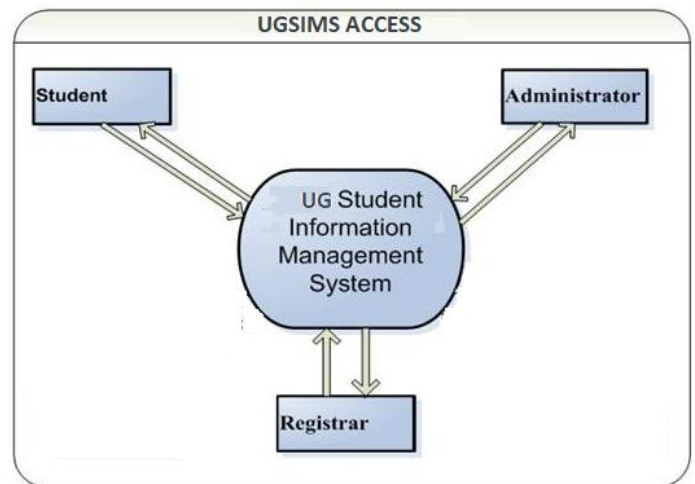 UGSIMS ACCESS
Student
Administrator
UG Student
Information
Management
System
Registrar